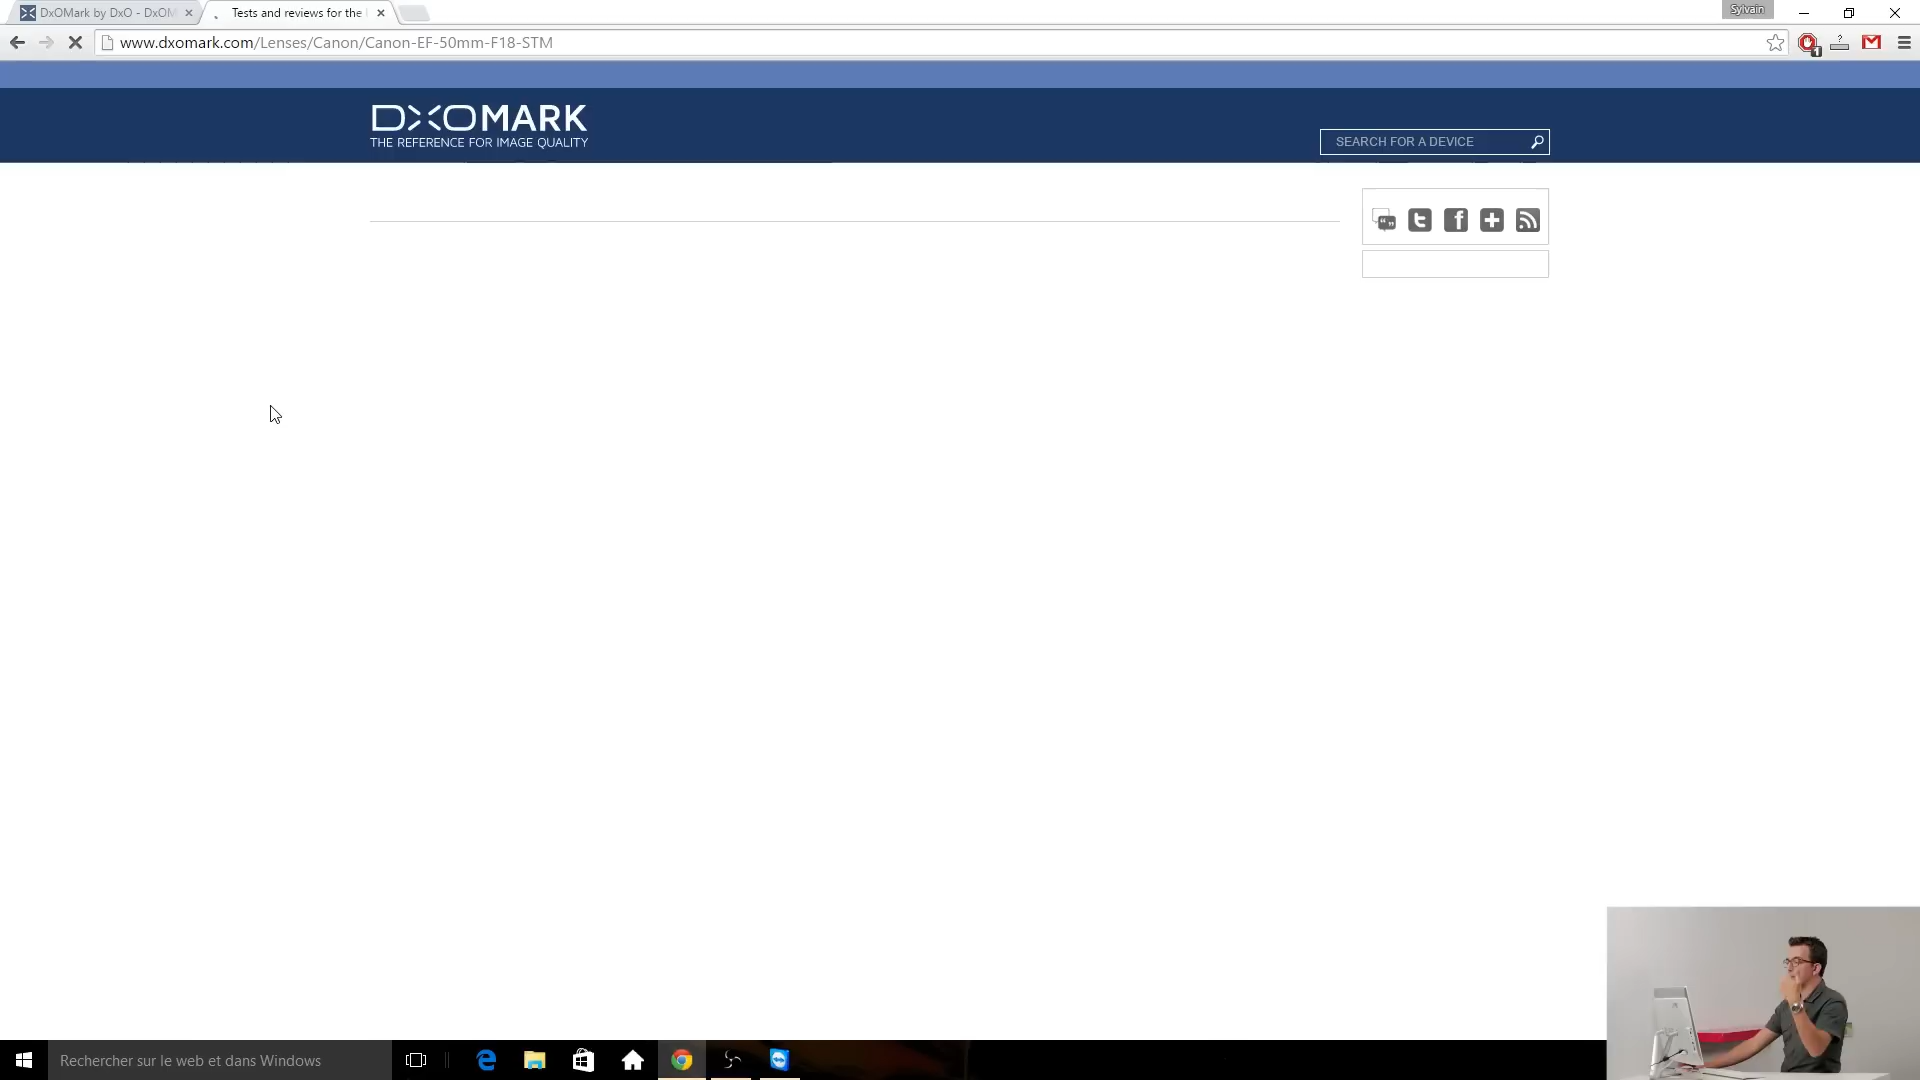 DxOMark by DxO - DxOM
Tests and reviews for the
Sylvain
www.dxomark.com/Lenses/Canon/Canon-EF-50mm-F18-STM
DXOMARK
THE REFERENCE FOR IMAGE QUALITY
SEARCH FOR A DEVICE
Rechercher sur le web et dans Windows